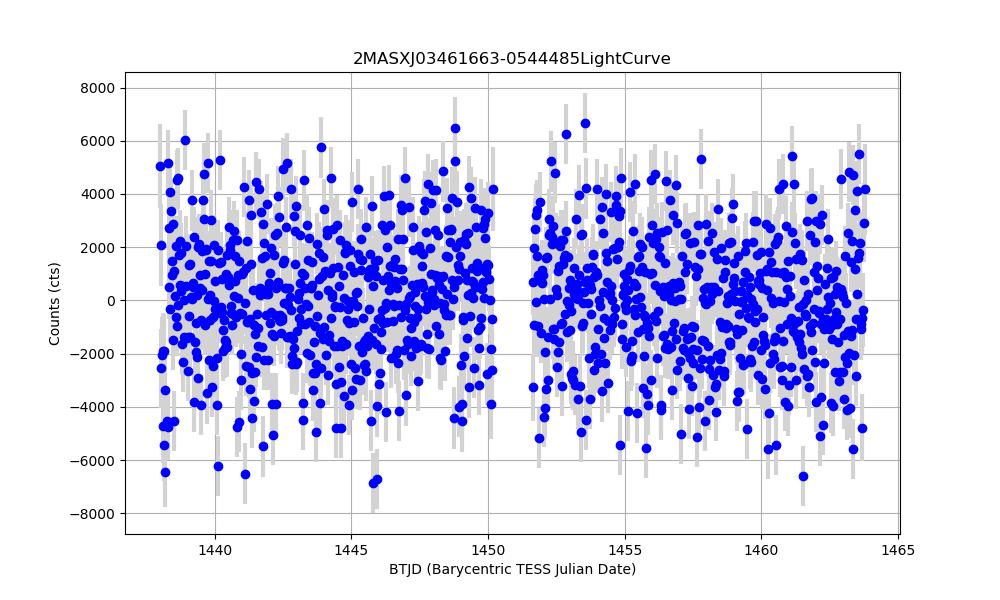 2MASXJ03461663-0544485LightCurve
8000
6000
4000
2000
0
−2000
−4000
−6000
−8000
Counts (cts)
1440 1445 1450 1455 1460 1465
BTJD (Barycentric TESS Julian Date)